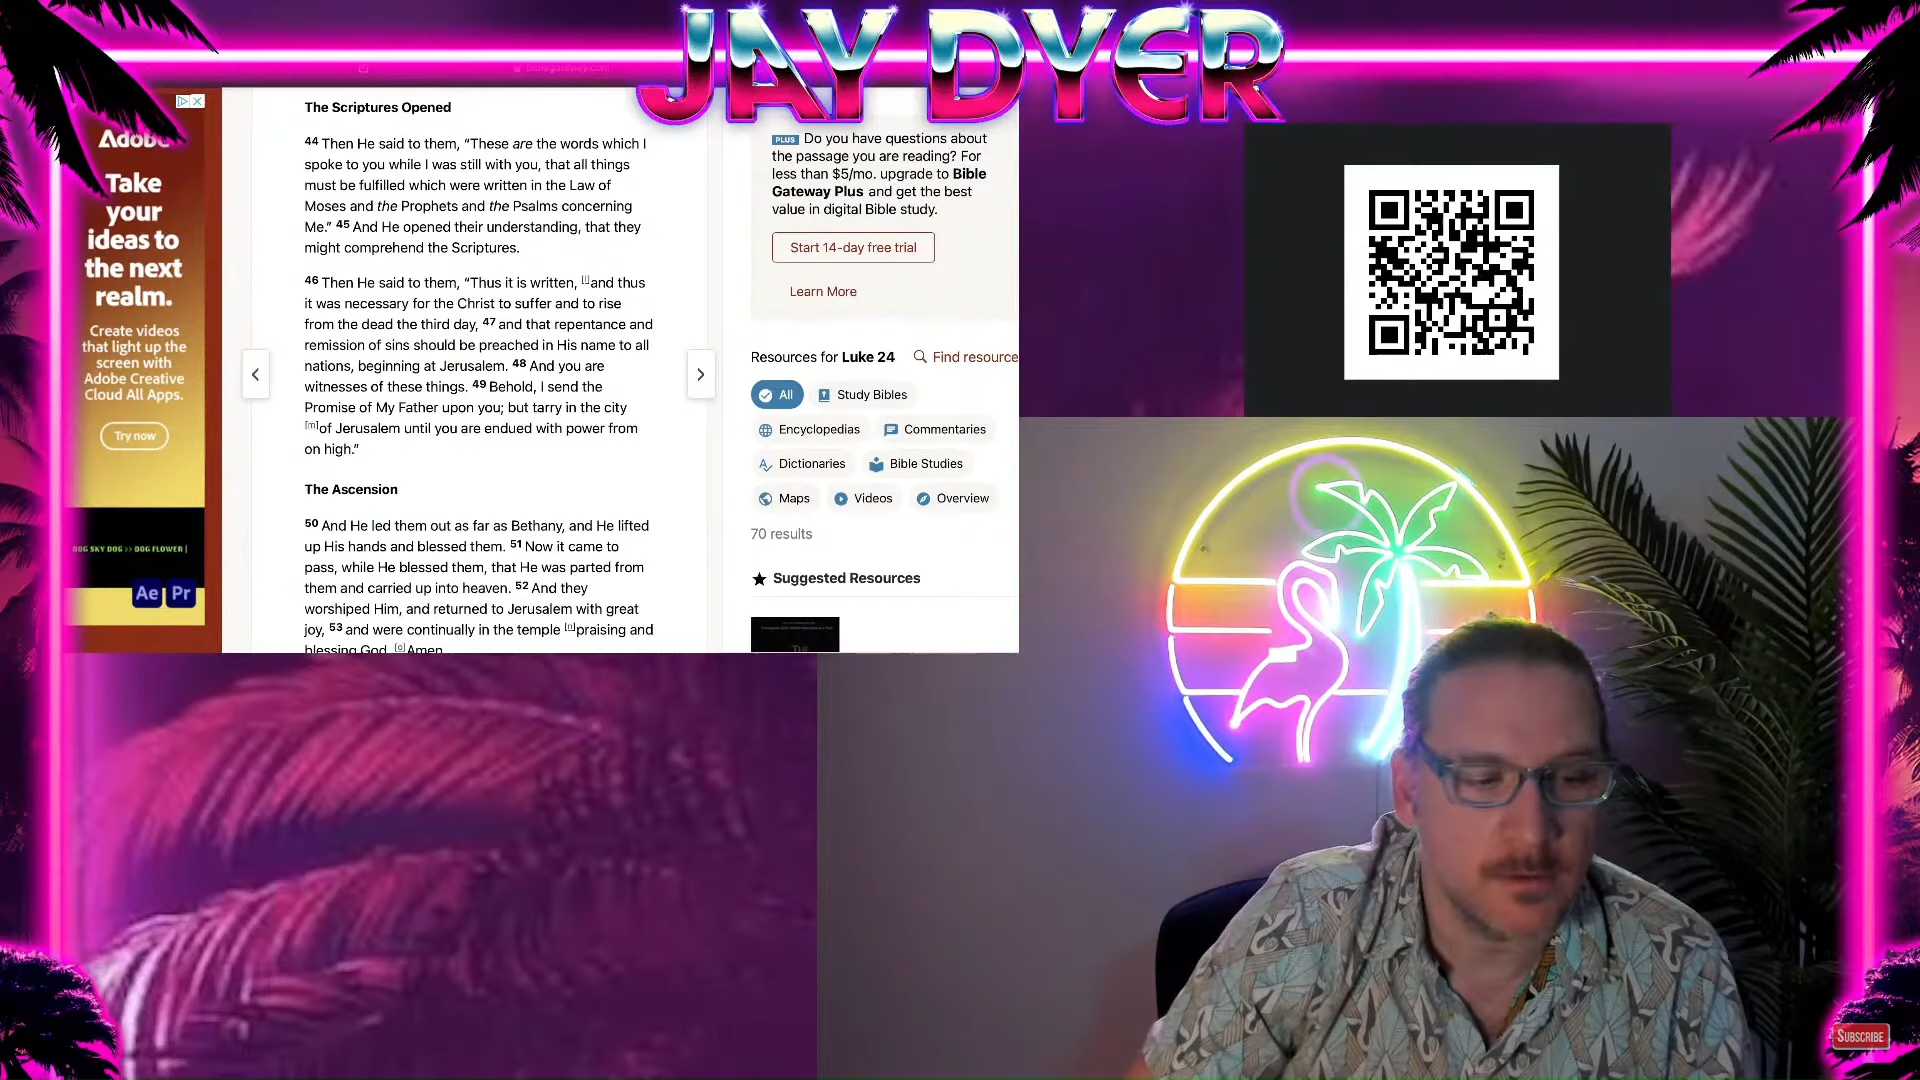 JAY DYER
biblegateway.com
Adobe
Take
your
ideas to
the next
realm.
Create videos
that light up the
screen with
Adobe Creative
Cloud All Apps.
Try now
DOG SKY DOG >> DOG FLOWER |
Ae Pr
The Scriptures Opened
44 Then He said to them, “These are the words which I
spoke to you while I was still with you, that all things
must be fulfilled which were written in the Law of
Moses and the Prophets and the Psalms concerning
Me.” 45 And He opened their understanding, that they
might comprehend the Scriptures.
46 Then He said to them, “Thus it is written, [l]and thus
it was necessary for the Christ to suffer and to rise
from the dead the third day, 47 and that repentance and
remission of sins should be preached in His name to all
nations, beginning at Jerusalem. 48 And you are
witnesses of these things. 49 Behold, I send the
Promise of My Father upon you; but tarry in the city
[m]of Jerusalem until you are endued with power from
on high.”
The Ascension
50 And He led them out as far as Bethany, and He lifted
up His hands and blessed them. 51 Now it came to
pass, while He blessed them, that He was parted from
them and carried up into heaven. 52 And they
worshiped Him, and returned to Jerusalem with great
joy, 53 and were continually in the temple [n]praising and
blessing God. [o]Amen.
PLUS Do you have questions about
the passage you are reading? For
less than $5/mo. upgrade to Bible
Gateway Plus and get the best
value in digital Bible study.
Start 14-day free trial
Learn More
Resources for Luke 24 Find resource
All Study Bibles
Encyclopedias Commentaries
Dictionaries Bible Studies
Maps Videos Overview
70 results
★ Suggested Resources
THE
SUBSCRIBE